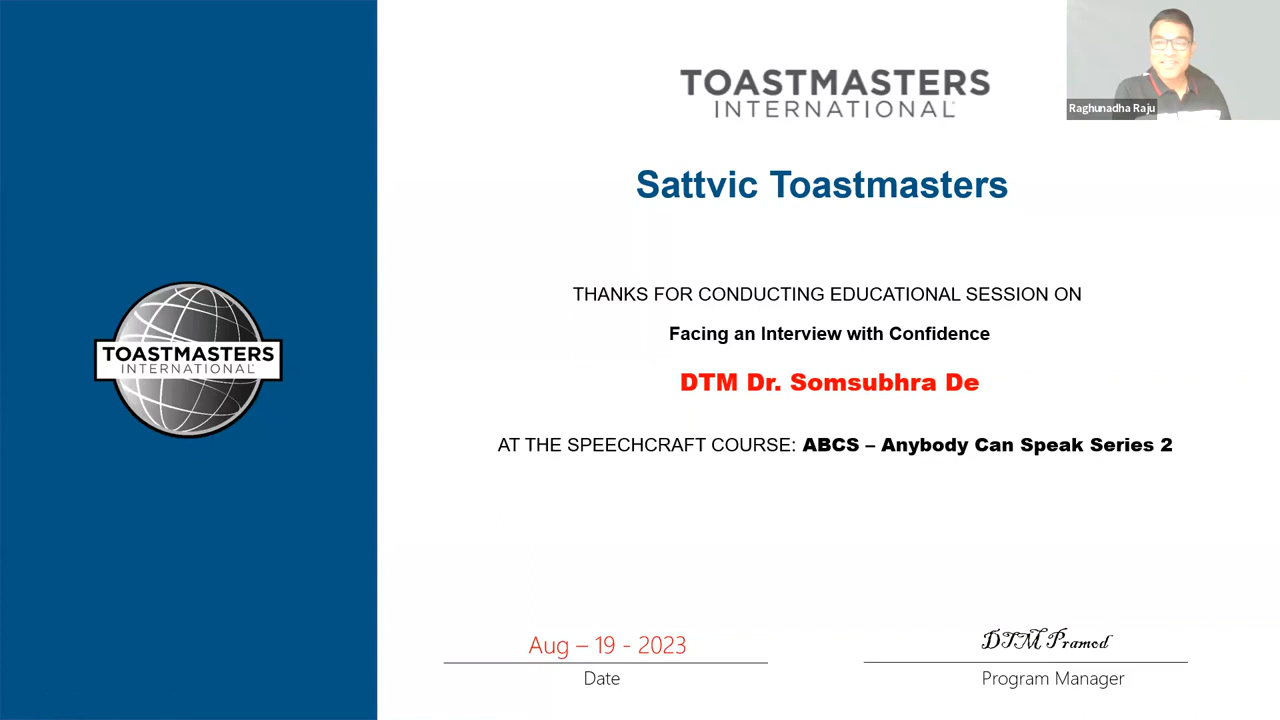 TOASTMASTERS
INTERNATIONAL
Raghunadha Raju
Sattvic Toastmasters
THANKS FOR CONDUCTING EDUCATIONAL SESSION ON
Facing an Interview with Confidence
TOASTMASTERS
INTERNATIONAL
DTM Dr. Somsubhra De
AT THE SPEECHCRAFT COURSE: ABCS – Anybody Can Speak Series 2
Aug – 19 - 2023
DTM Pramod
Date
Program Manager